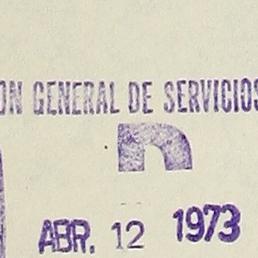 ON GENERAL DE SERVICIOS
ABR. 12 1973